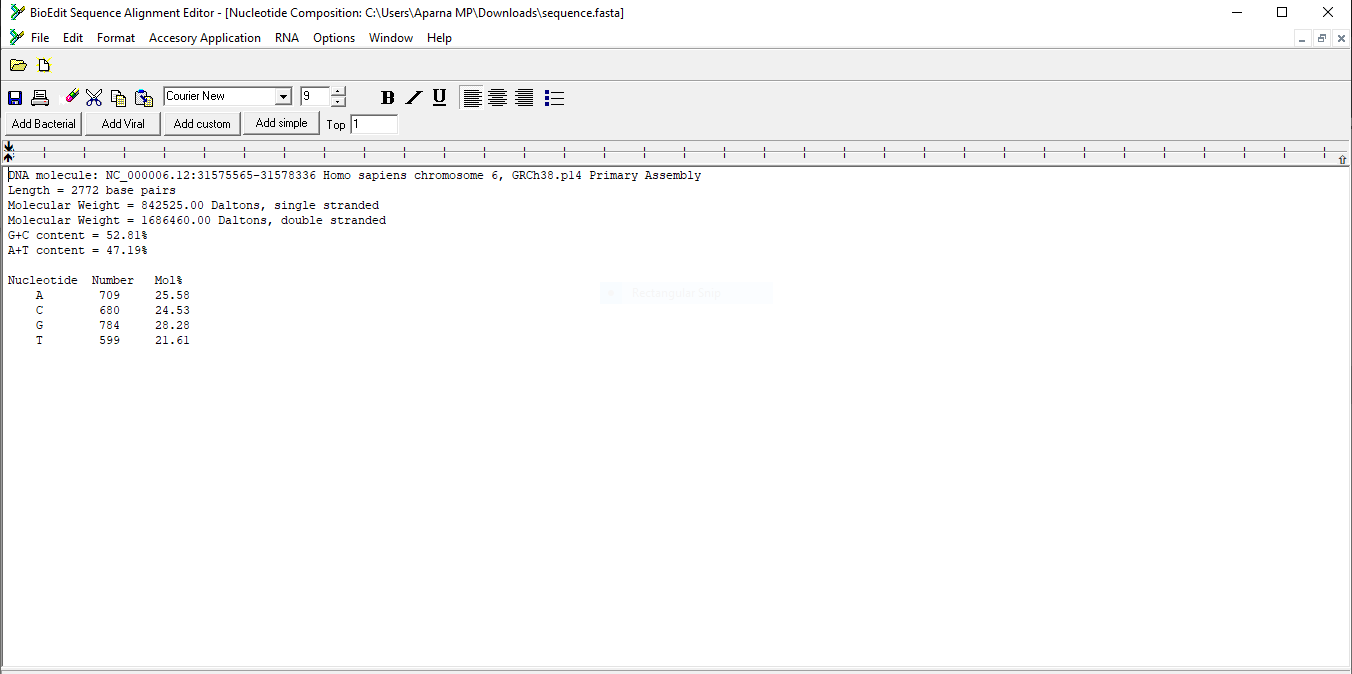 BioEdit Sequence Alignment Editor - [Nucleotide Composition: C:\Users\Aparna MP\Downloads\sequence.fasta]
File Edit Format Accesory Application RNA Options Window Help
Courier New 9 B I U
Add Bacterial Add Viral Add custom Add simple Top 1
DNA molecule: NC_000006.12:31575565-31578336 Homo sapiens chromosome 6, GRCh38.p14 Primary Assembly
Length = 2772 base pairs
Molecular Weight = 842525.00 Daltons, single stranded
Molecular Weight = 1686460.00 Daltons, double stranded
G+C content = 52.81%
A+T content = 47.19%
Nucleotide Number Mol%
Rectangular Snip
A 709 25.58
C 680 24.53
G 784 28.28
T 599 21.61